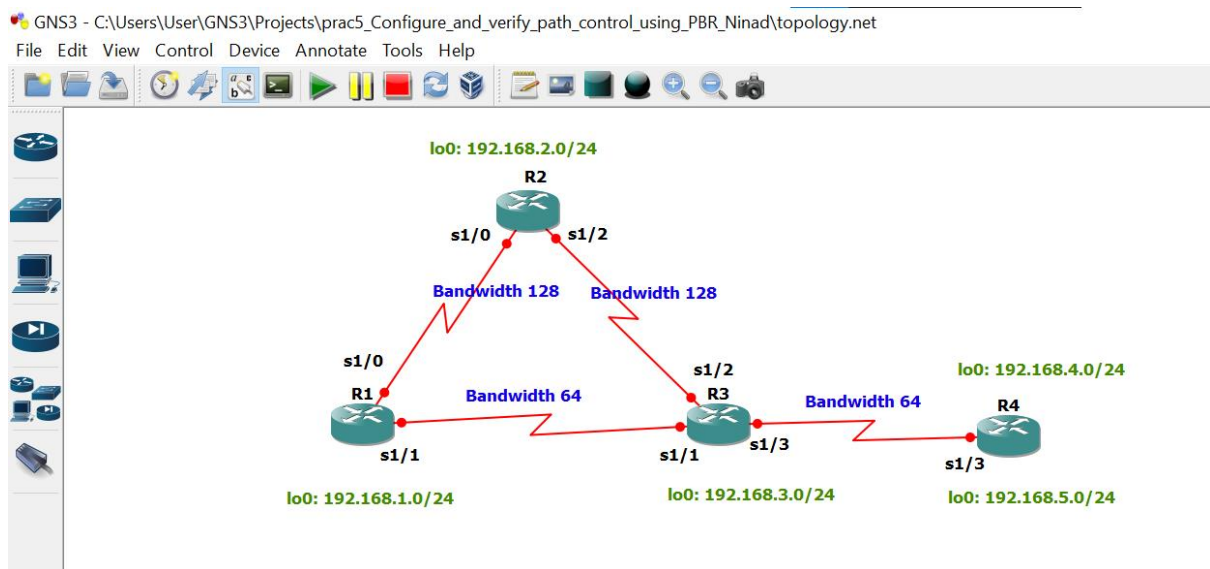 GNS3 - C:\Users\User\GNS3\Projects\prac5_Configure_and_verify_path_control_using_PBR_Ninad\topology.net
File Edit View Control Device Annotate Tools Help
lo0: 192.168.2.0/24
R2
s1/0 s1/2
Bandwidth 128 Bandwidth 128
s1/0 s1/2
lo0: 192.168.4.0/24
R1 Bandwidth 64 R3 Bandwidth 64 R4
s1/1 s1/1 s1/3 s1/3
lo0: 192.168.1.0/24 lo0: 192.168.3.0/24 lo0: 192.168.5.0/24